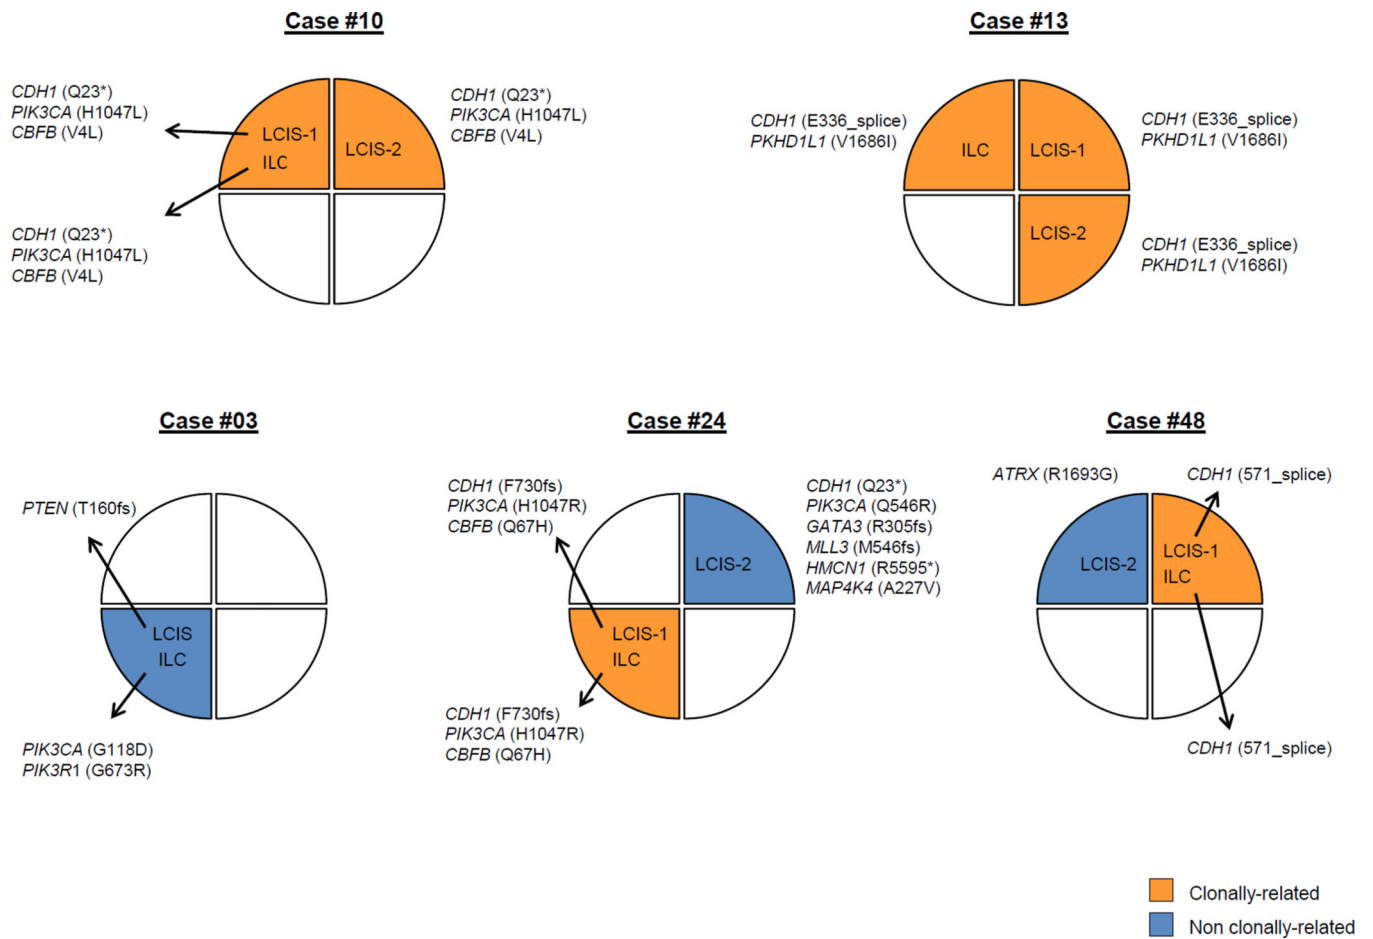 Case #10
CDH1 (Q23*)
PIK3CA (H1047L)
CBFB (V4L)
LCIS-1
ILC
LCIS-2
CDH1 (Q23*)
PIK3CA (H1047L)
CBFB (V4L)
CDH1 (Q23*)
PIK3CA (H1047L)
CBFB (V4L)
Case #13
CDH1 (E336_splice)
PKHD1L1 (V1686I)
ILC
LCIS-1
CDH1 (E336_splice)
PKHD1L1 (V1686I)
LCIS-2
CDH1 (E336_splice)
PKHD1L1 (V1686I)
Case #03
PTEN (T160fs)
LCIS
ILC
PIK3CA (G118D)
PIK3R1 (G673R)
Case #24
CDH1 (F730fs)
PIK3CA (H1047R)
CBFB (Q67H)
LCIS-2
CDH1 (Q23*)
PIK3CA (Q546R)
GATA3 (R305fs)
MLL3 (M546fs)
HMCN1 (R5595*)
MAP4K4 (A227V)
LCIS-1
ILC
CDH1 (F730fs)
PIK3CA (H1047R)
CBFB (Q67H)
Case #48
ATRX (R1693G)
CDH1 (571_splice)
LCIS-2
LCIS-1
ILC
CDH1 (571_splice)
Clonally-related
Non clonally-related